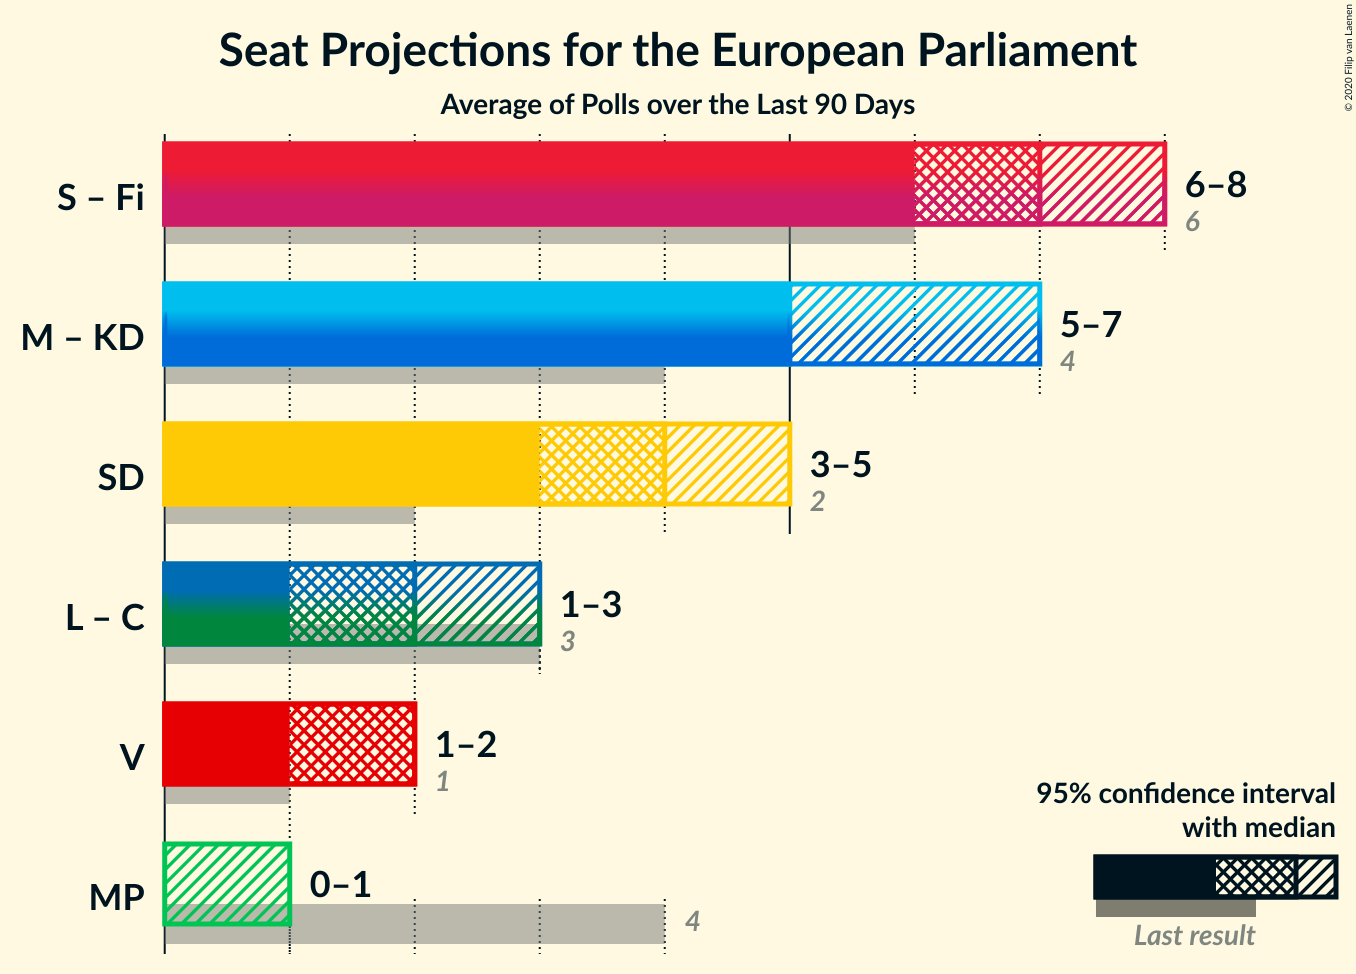 Seat Projections for the European Parliament
Average of Polls over the Last 90 Days
© 2020 Filip van Laenen
S – Fi
6–8
6
M – KD
5–7
4
SD
3–5
2
L – C
1–3
3
V
1–2
1
MP
0–1
4
95% confidence interval
with median
Last result